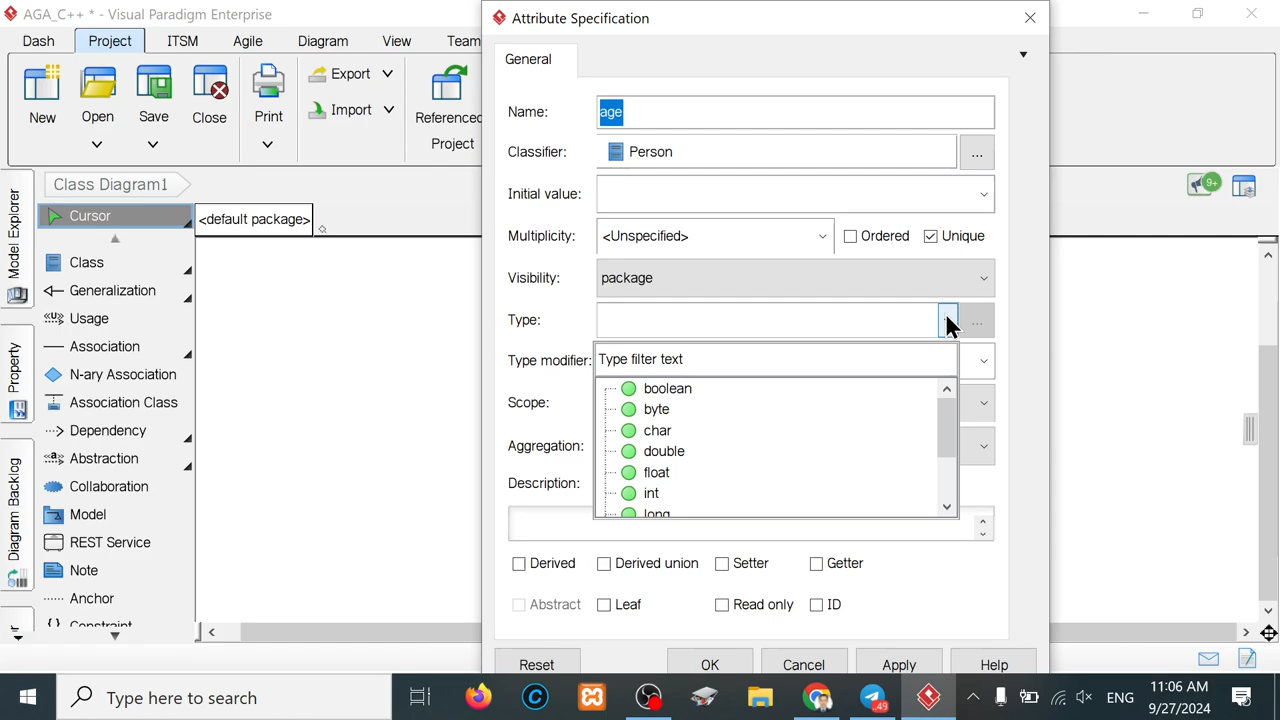 AGA_C++ * - Visual Paradigm Enterprise
Dash Project ITSM Agile Diagram View Team
New Open Save Close Print Export Import Referenced Project
Class Diagram1
9+
Cursor
<default package>
Class
Generalization
Usage
Association
N-ary Association
Association Class
Dependency
Abstraction
Collaboration
Model
REST Service
Note
Anchor
Constraint
Model Explorer
Property
Diagram Backlog
Attribute Specification
General
Name: age
Classifier: Person ...
Initial value:
Multiplicity: <Unspecified> Ordered Unique
Visibility: package
Type: ...
Type modifier: Type filter text
boolean
byte
char
double
float
int
long
Scope:
Aggregation:
Description:
Derived Derived union Setter Getter
Abstract Leaf Read only ID
Reset OK Cancel Apply Help
Type here to search
49
ENG
11:06 AM
9/27/2024